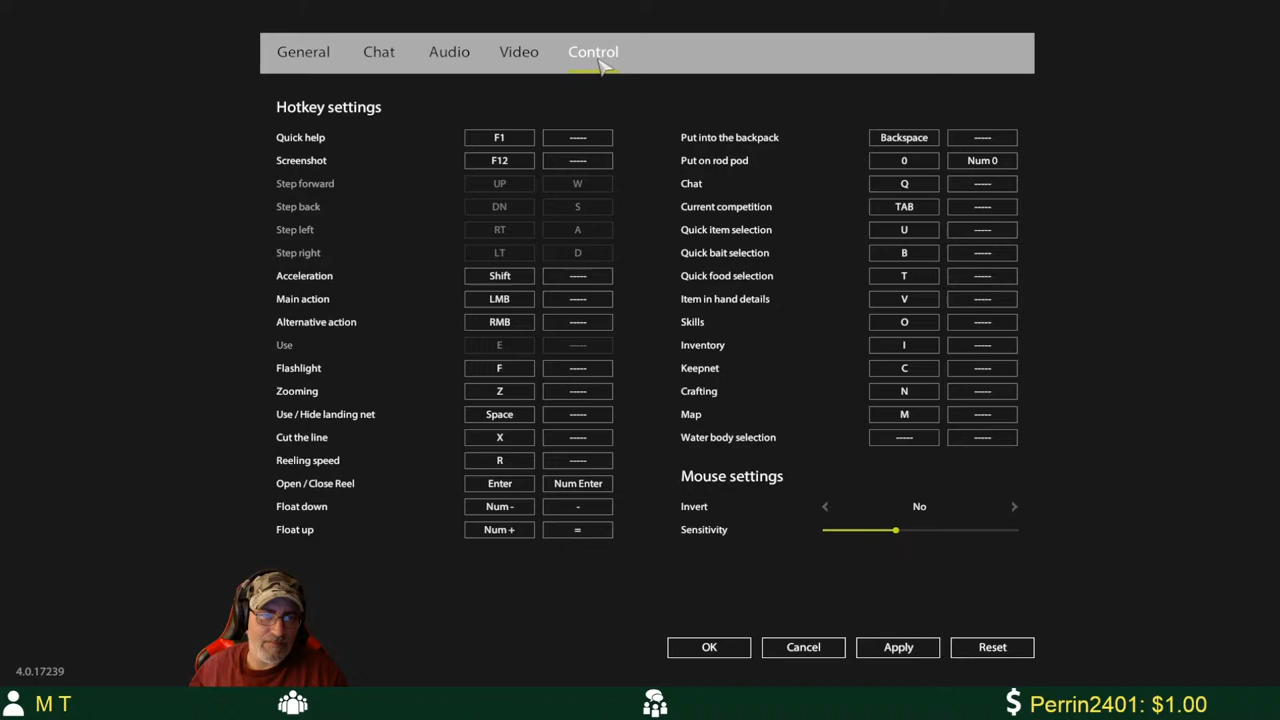 General Chat Audio Video Control
Hotkey settings
Quick help F1 -----
Screenshot F12 -----
Step forward UP W
Step back DN S
Step left RT A
Step right LT D
Acceleration Shift -----
Main action LMB -----
Alternative action RMB -----
Use E -----
Flashlight F -----
Zooming Z -----
Use / Hide landing net Space -----
Cut the line X -----
Reeling speed R -----
Open / Close Reel Enter Num Enter
Float down Num - -
Float up Num + =
Put into the backpack Backspace -----
Put on rod pod 0 Num 0
Chat Q -----
Current competition TAB -----
Quick item selection U -----
Quick bait selection B -----
Quick food selection T -----
Item in hand details V -----
Skills O -----
Inventory I -----
Keepnet C -----
Crafting N -----
Map M -----
Water body selection ----- -----
Mouse settings
Invert No
Sensitivity
OK Cancel Apply Reset
4.0.17239
M T
$ Perrin2401: $1.00